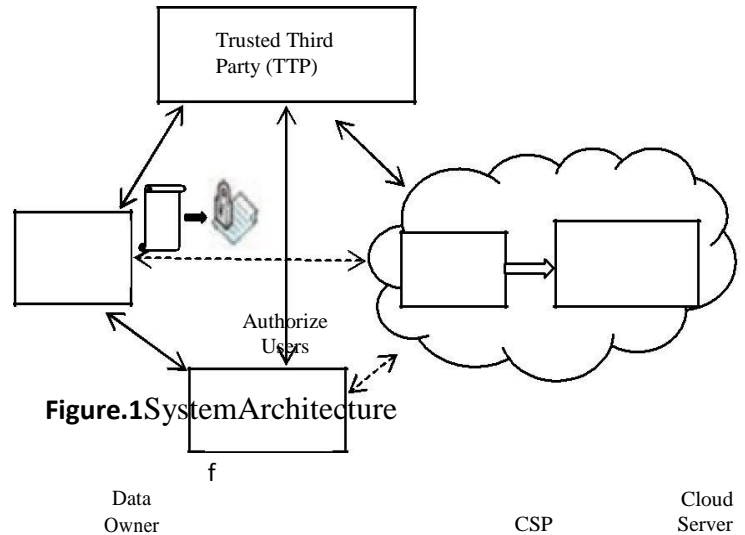 Trusted Third
Party (TTP)
Authorize
Users
Figure.1SystemArchitecture
f
Data
Owner
CSP
Cloud
Server